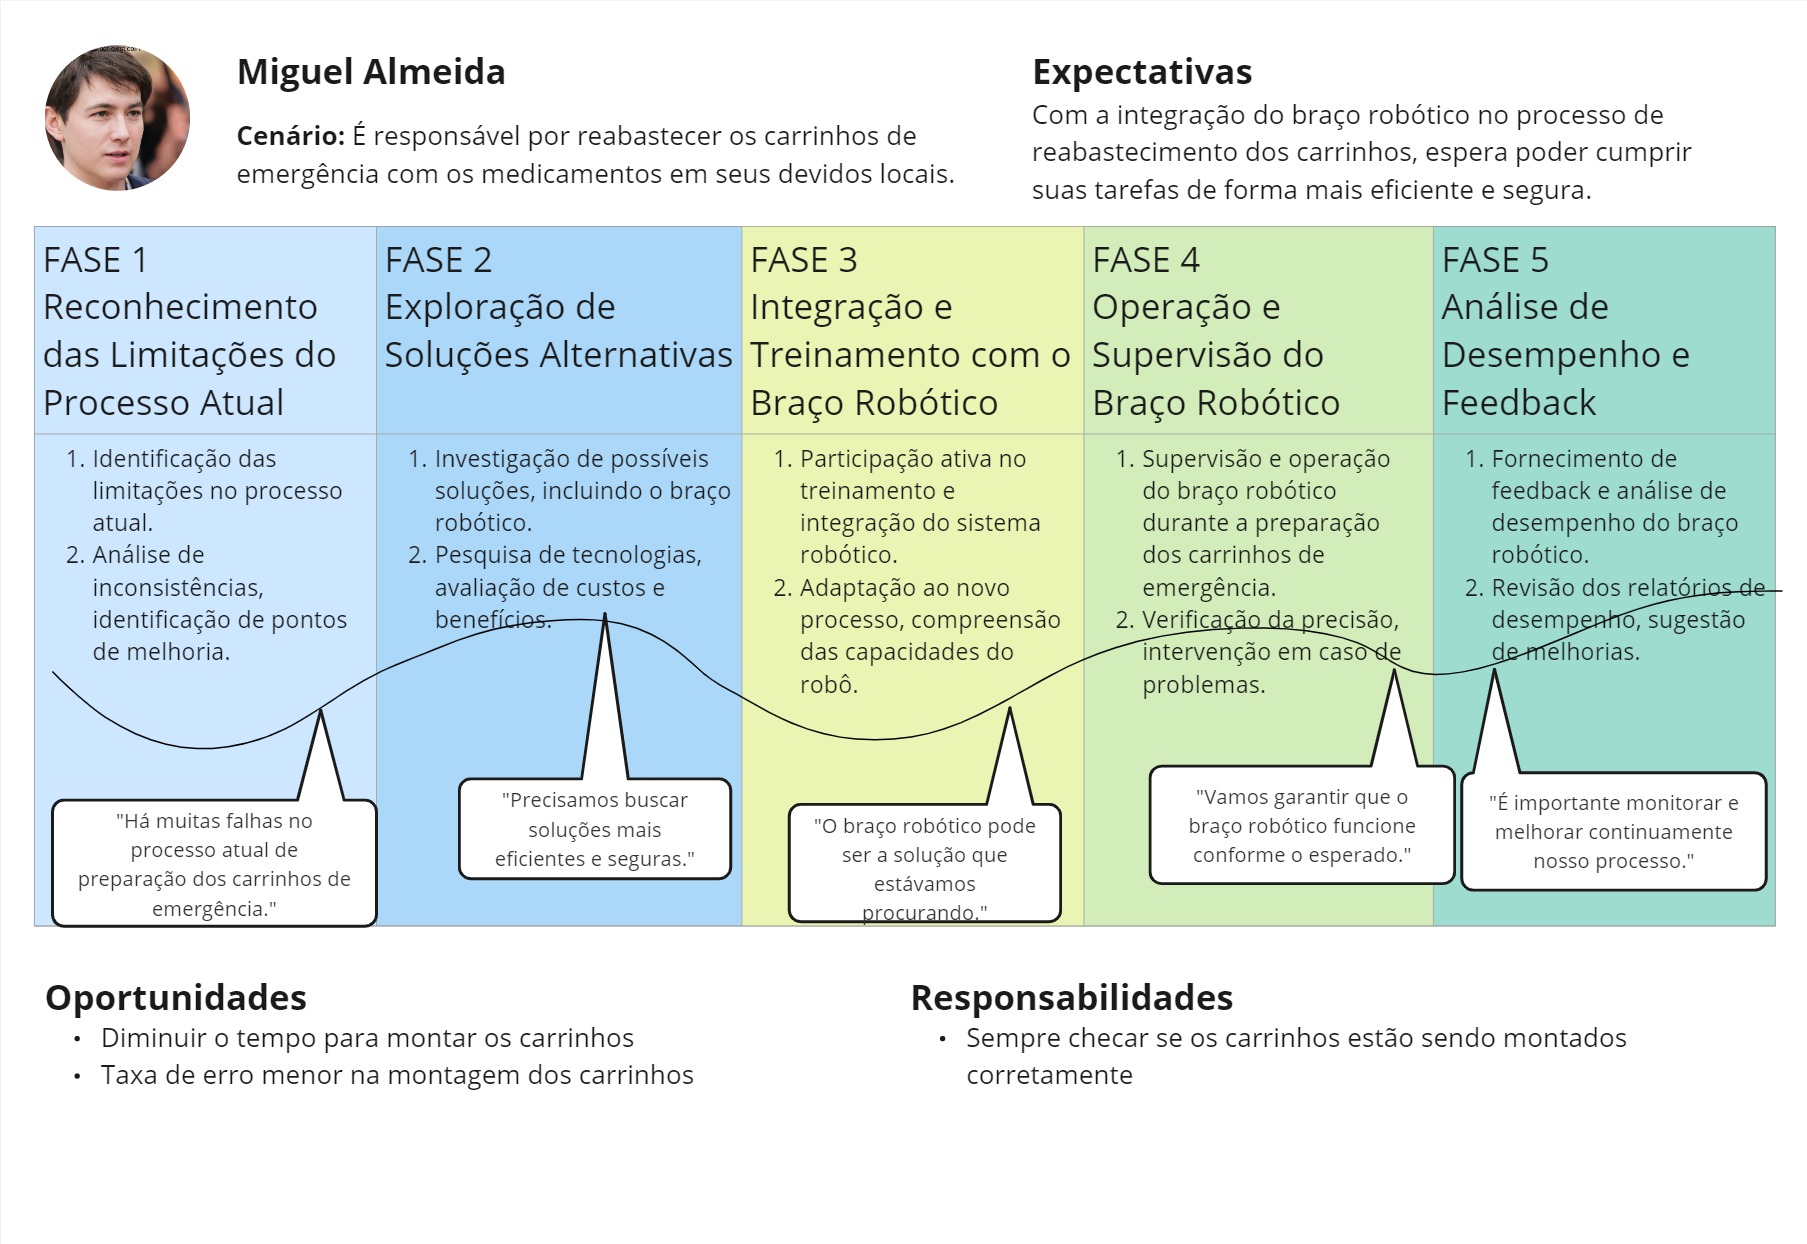 Miguel Almeida
Cenário: É responsável por reabastecer os carrinhos de
emergência com os medicamentos em seus devidos locais.
Expectativas
Com a integração do braço robótico no processo de
reabastecimento dos carrinhos, espera poder cumprir
suas tarefas de forma mais eficiente e segura.
FASE 1
Reconhecimento
das Limitações do
Processo Atual
FASE 2
Exploração de
Soluções Alternativas
FASE 3
Integração e
Treinamento com o
Braço Robótico
FASE 4
Operação e
Supervisão do
Braço Robótico
FASE 5
Análise de
Desempenho e
Feedback
1. Identificação das
limitações no processo
atual.
2. Análise de
inconsistências,
identificação de pontos
de melhoria.
1. Investigação de possíveis
soluções, incluindo o braço
robótico.
2. Pesquisa de tecnologias,
avaliação de custos e
benefícios.
1. Participação ativa no
treinamento e
integração do sistema
robótico.
2. Adaptação ao novo
processo, compreensão
das capacidades do
robô.
1. Supervisão e operação
do braço robótico
durante a preparação
dos carrinhos de
emergência.
2. Verificação da precisão,
intervenção em caso de
problemas.
1. Fornecimento de
feedback e análise de
desempenho do braço
robótico.
2. Revisão dos relatórios de
desempenho, sugestão
de melhorias.
"Há muitas falhas no
processo atual de
preparação dos carrinhos de
emergência."
"Precisamos buscar
soluções mais
eficientes e seguras."
"O braço robótico pode
ser a solução que
estávamos
procurando."
"Vamos garantir que o
braço robótico funcione
conforme o esperado."
"É importante monitorar e
melhorar continuamente
nosso processo."
Oportunidades
• Diminuir o tempo para montar os carrinhos
• Taxa de erro menor na montagem dos carrinhos
Responsabilidades
• Sempre checar se os carrinhos estão sendo montados
corretamente